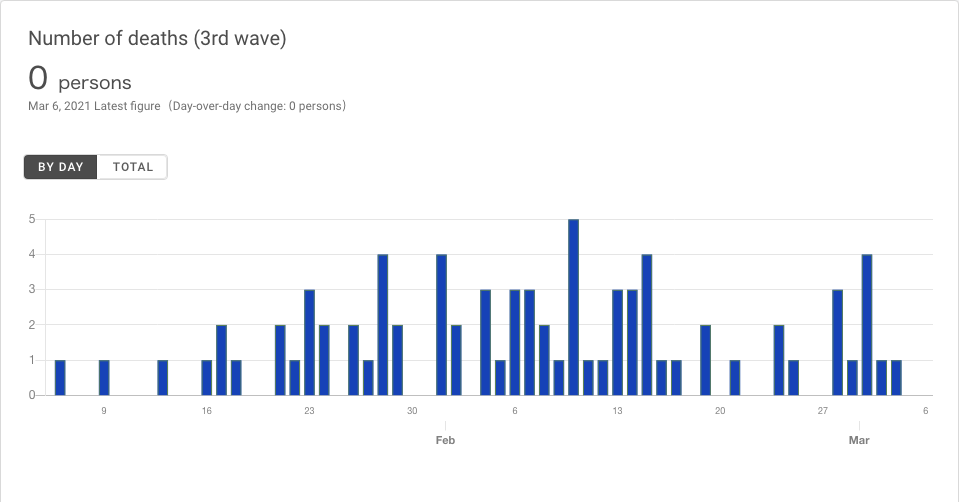 Number of deaths (3rd wave)
0 persons
Mar 6, 2021 Latest figure (Day-over-day change: 0 persons)
BY DAY TOTAL
5
4
3
2
1
0
9 16 23 30 6 13 20 27 6
Feb Mar